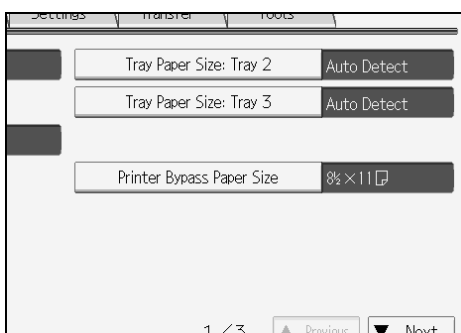 Settings Transfer Tools
Tray Paper Size: Tray 2 Auto Detect
Tray Paper Size: Tray 3 Auto Detect
Printer Bypass Paper Size 8½×11
1/3 ▲ Previous ▼ Next